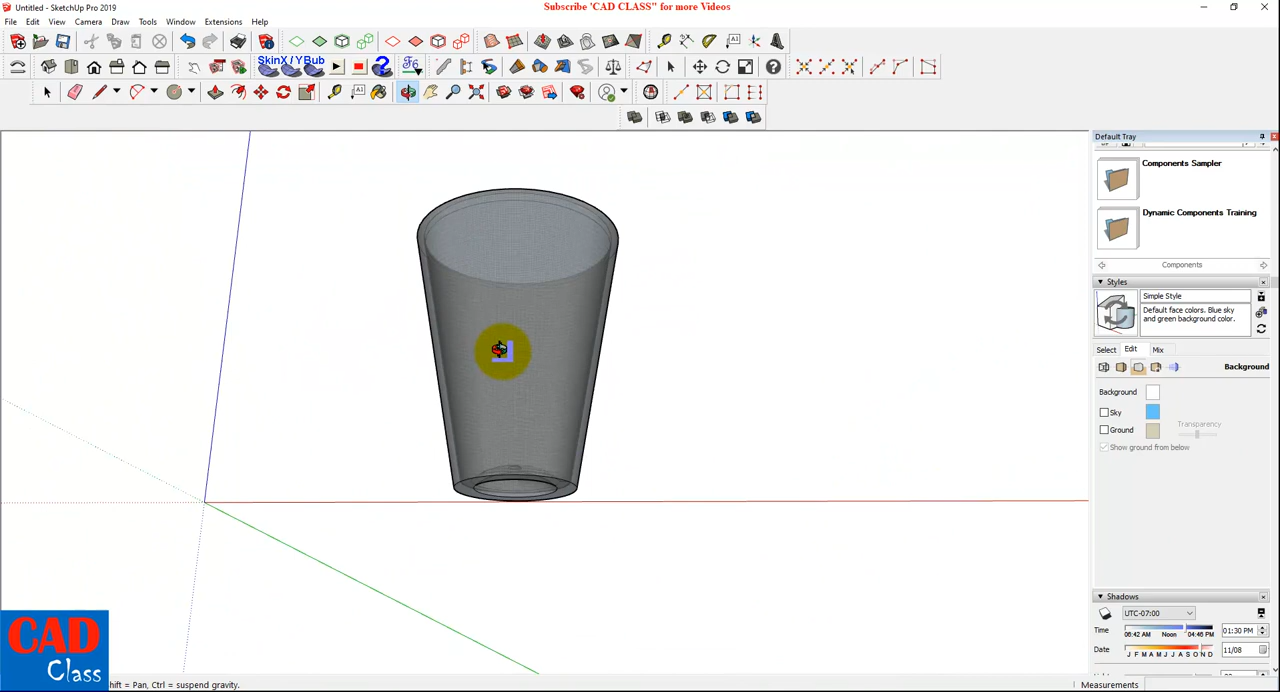 Untitled - SketchUp Pro 2019
Subscribe 'CAD CLASS" for more Videos
File Edit View Camera Draw Tools Window Extensions Help
SkinX / YBub
Default Tray
Components Sampler
Dynamic Components Training
Components
Styles
Simple Style
Default face colors. Blue sky
and green background color.
Select Edit Mix
Background
Background
Sky
Transparency
Ground
Show ground from below
Shadows
UTC-07:00
Time
06:42 AM Noon 04:46 PM
01:30 PM
Date
J F M A M J J A S O N D
11/08
CAD
Class
hift = Pan, Ctrl = suspend gravity.
Measurements